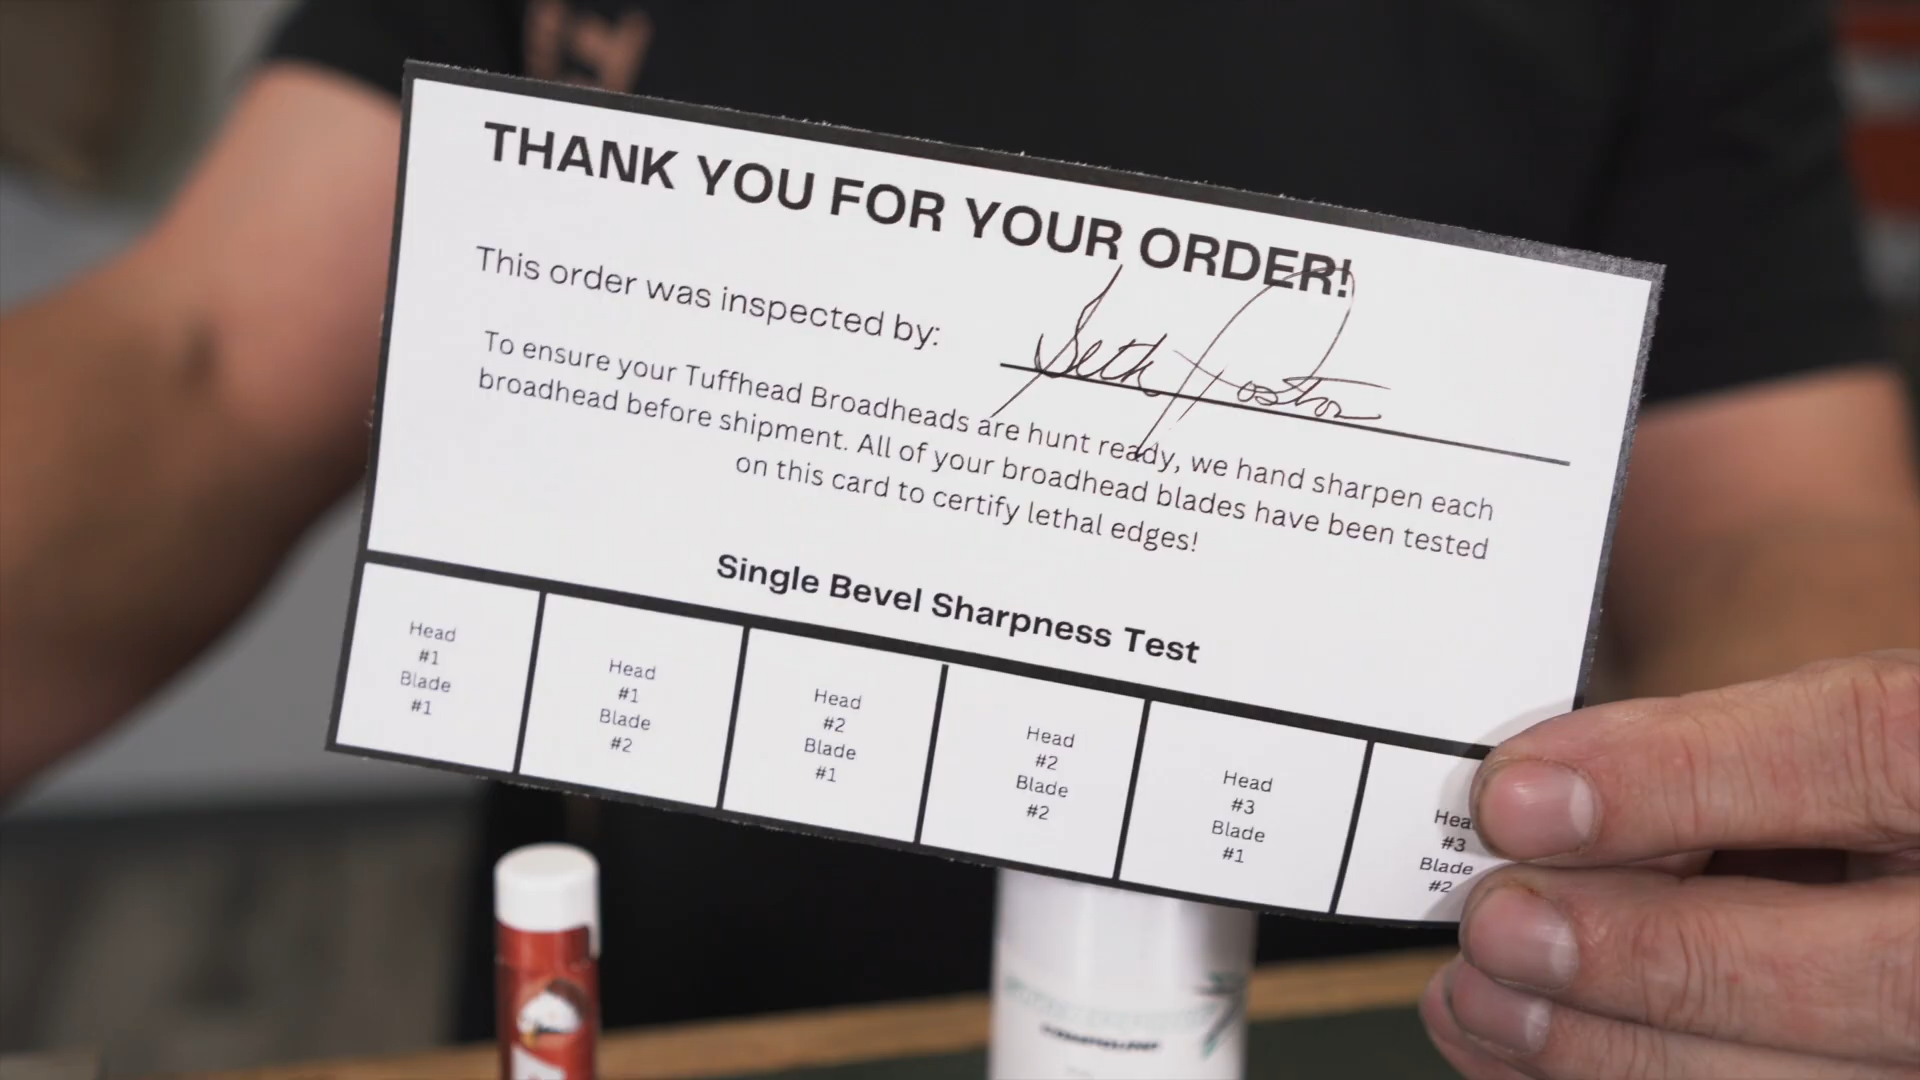 THANK YOU FOR YOUR ORDER!
This order was inspected by: Seth
To ensure your Tuffhead Broadheads are hunt ready, we hand sharpen each
broadhead before shipment. All of your broadhead blades have been tested
on this card to certify lethal edges!
Single Bevel Sharpness Test
Head
#1
Blade
#1
Head
#1
Blade
#2
Head
#2
Blade
#1
Head
#2
Blade
#2
Head
#3
Blade
#1
Hea
#3
Blade
#2